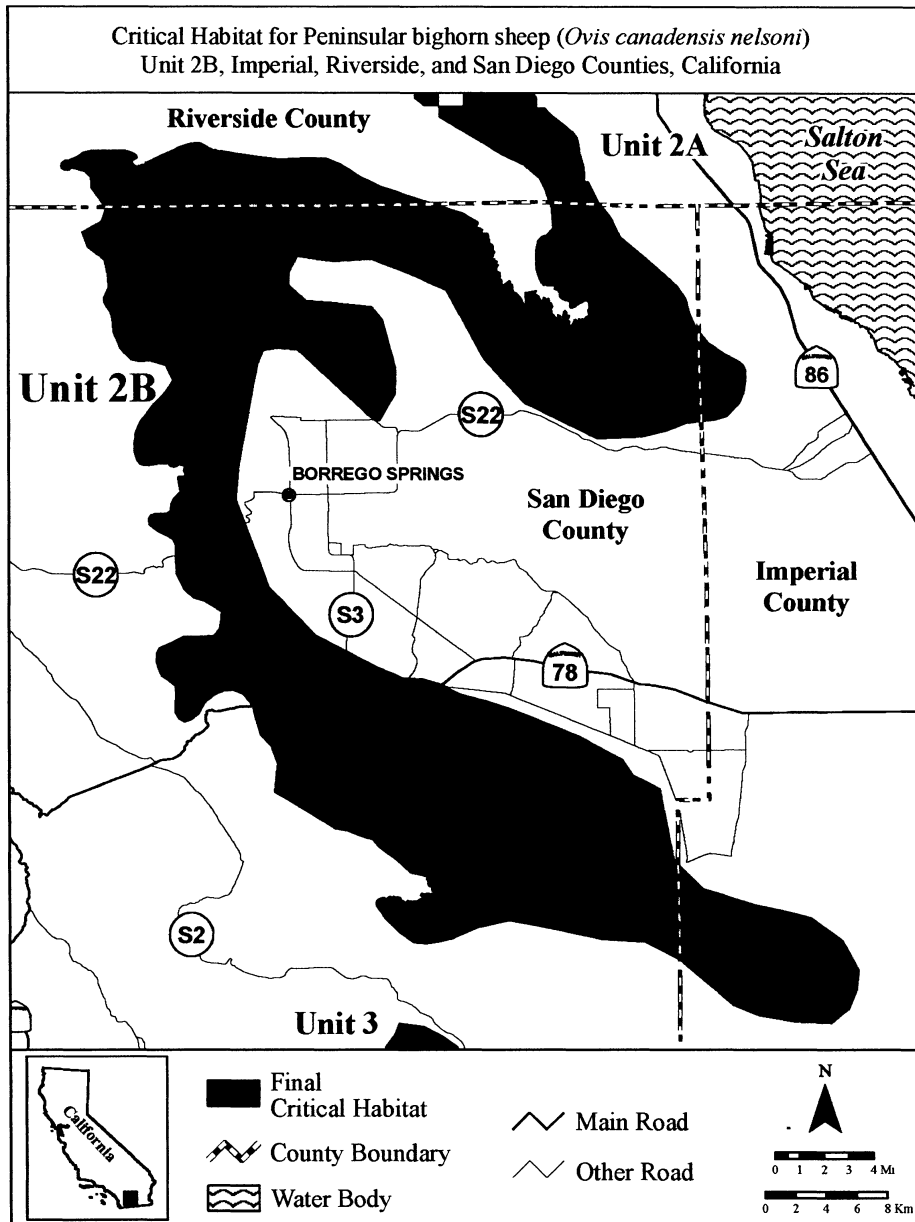 Critical Habitat for Peninsular bighorn sheep (Ovis canadensis nelsoni)
Unit 2B, Imperial, Riverside, and San Diego Counties, California
Riverside County
Unit 2A
Salton
Sea
Unit 2B
CALIFORNIA
86
S22
BORREGO SPRINGS
San Diego
County
S22
Imperial
County
S3
CALIFORNIA
78
S2
Unit 3
California
Final
Critical Habitat
County Boundary
Water Body
Main Road
Other Road
N
0 1 2 3 4 Mi
0 2 4 6 8 Km